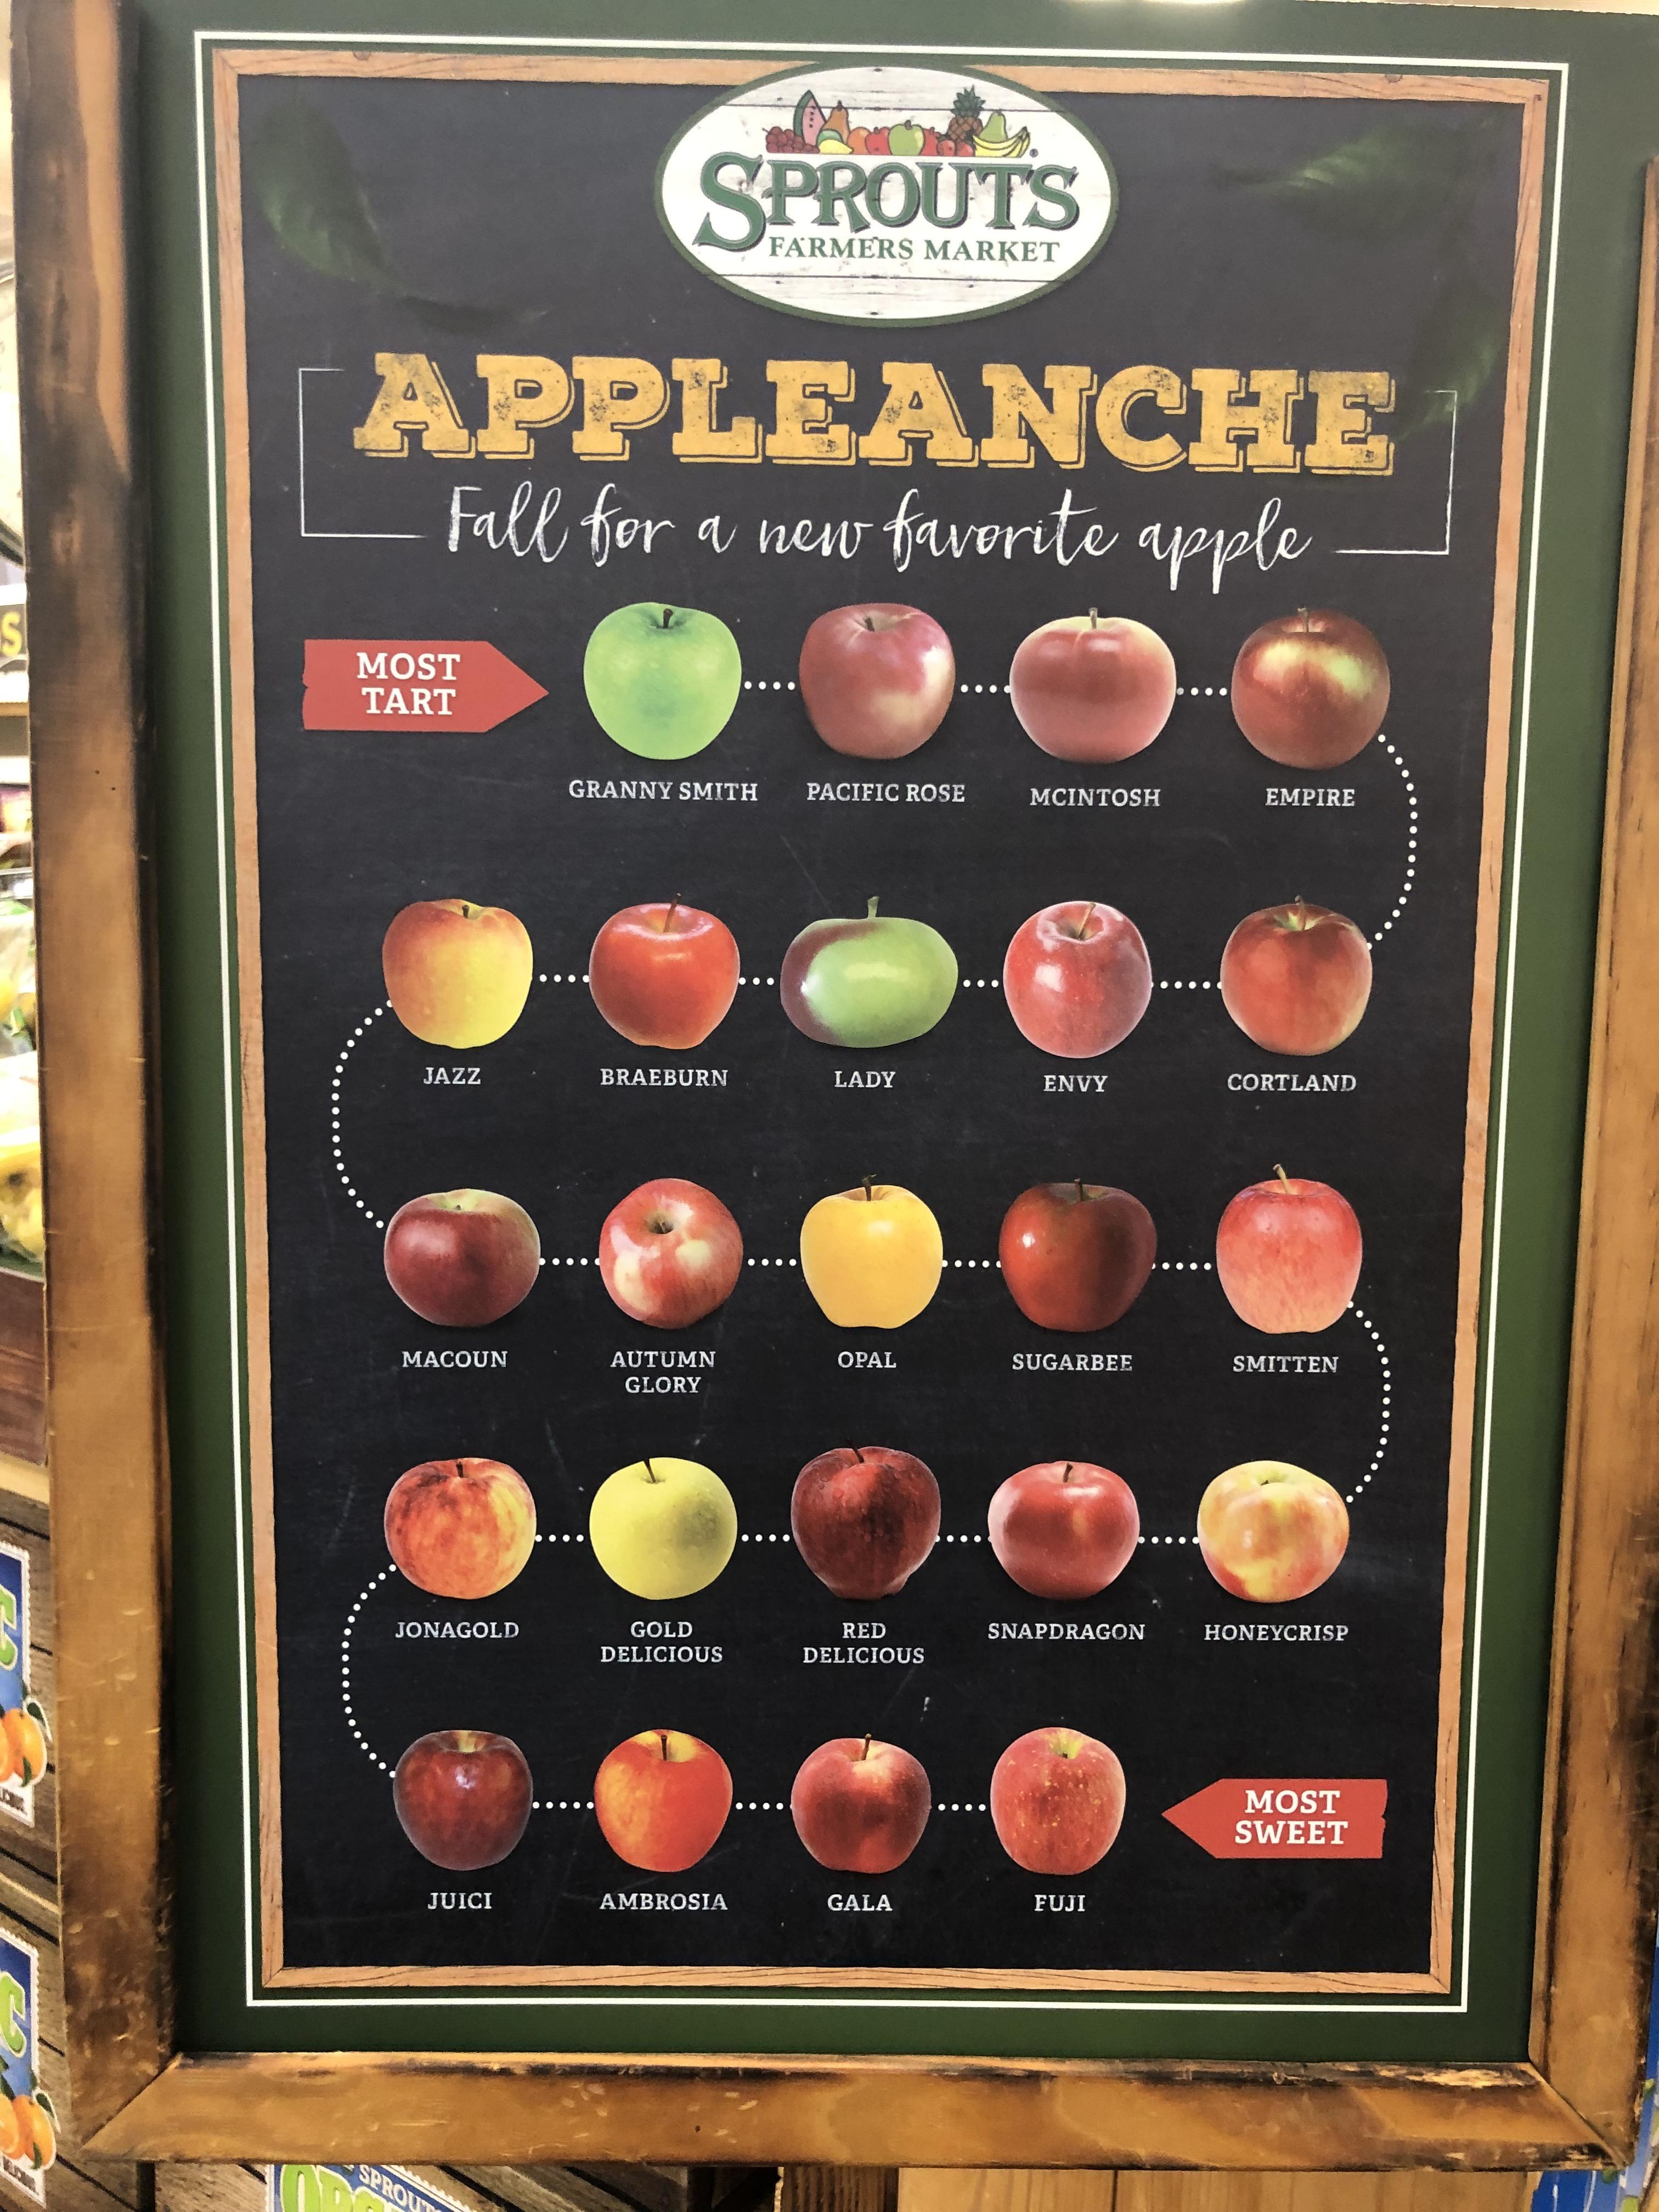 SPROUTS
FARMERS MARKET
APPLEANCHE
Fall for a new favorite apple
MOST
TART
GRANNY SMITH PACIFIC ROSE MCINTOSH EMPIRE
JAZZ BRAEBURN LADY ENVY CORTLAND
MACOUN AUTUMN GLORY OPAL SUGARBEE SMITTEN
JONAGOLD GOLD DELICIOUS RED DELICIOUS SNAPDRAGON HONEYCRISP
JUICI AMBROSIA GALA FUJI
MOST
SWEET
SPROUTS